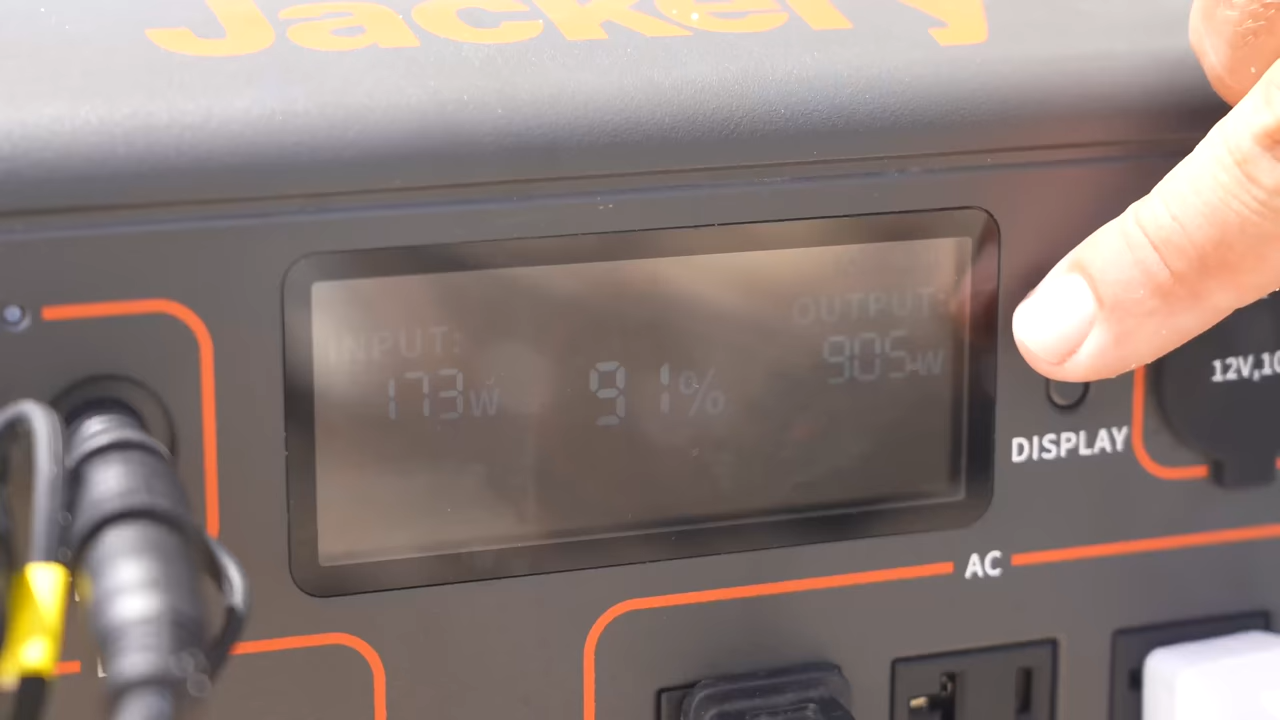 Jackery
INPUT:
173W
91%
OUTPUT:
905W
12V,10
DISPLAY
AC